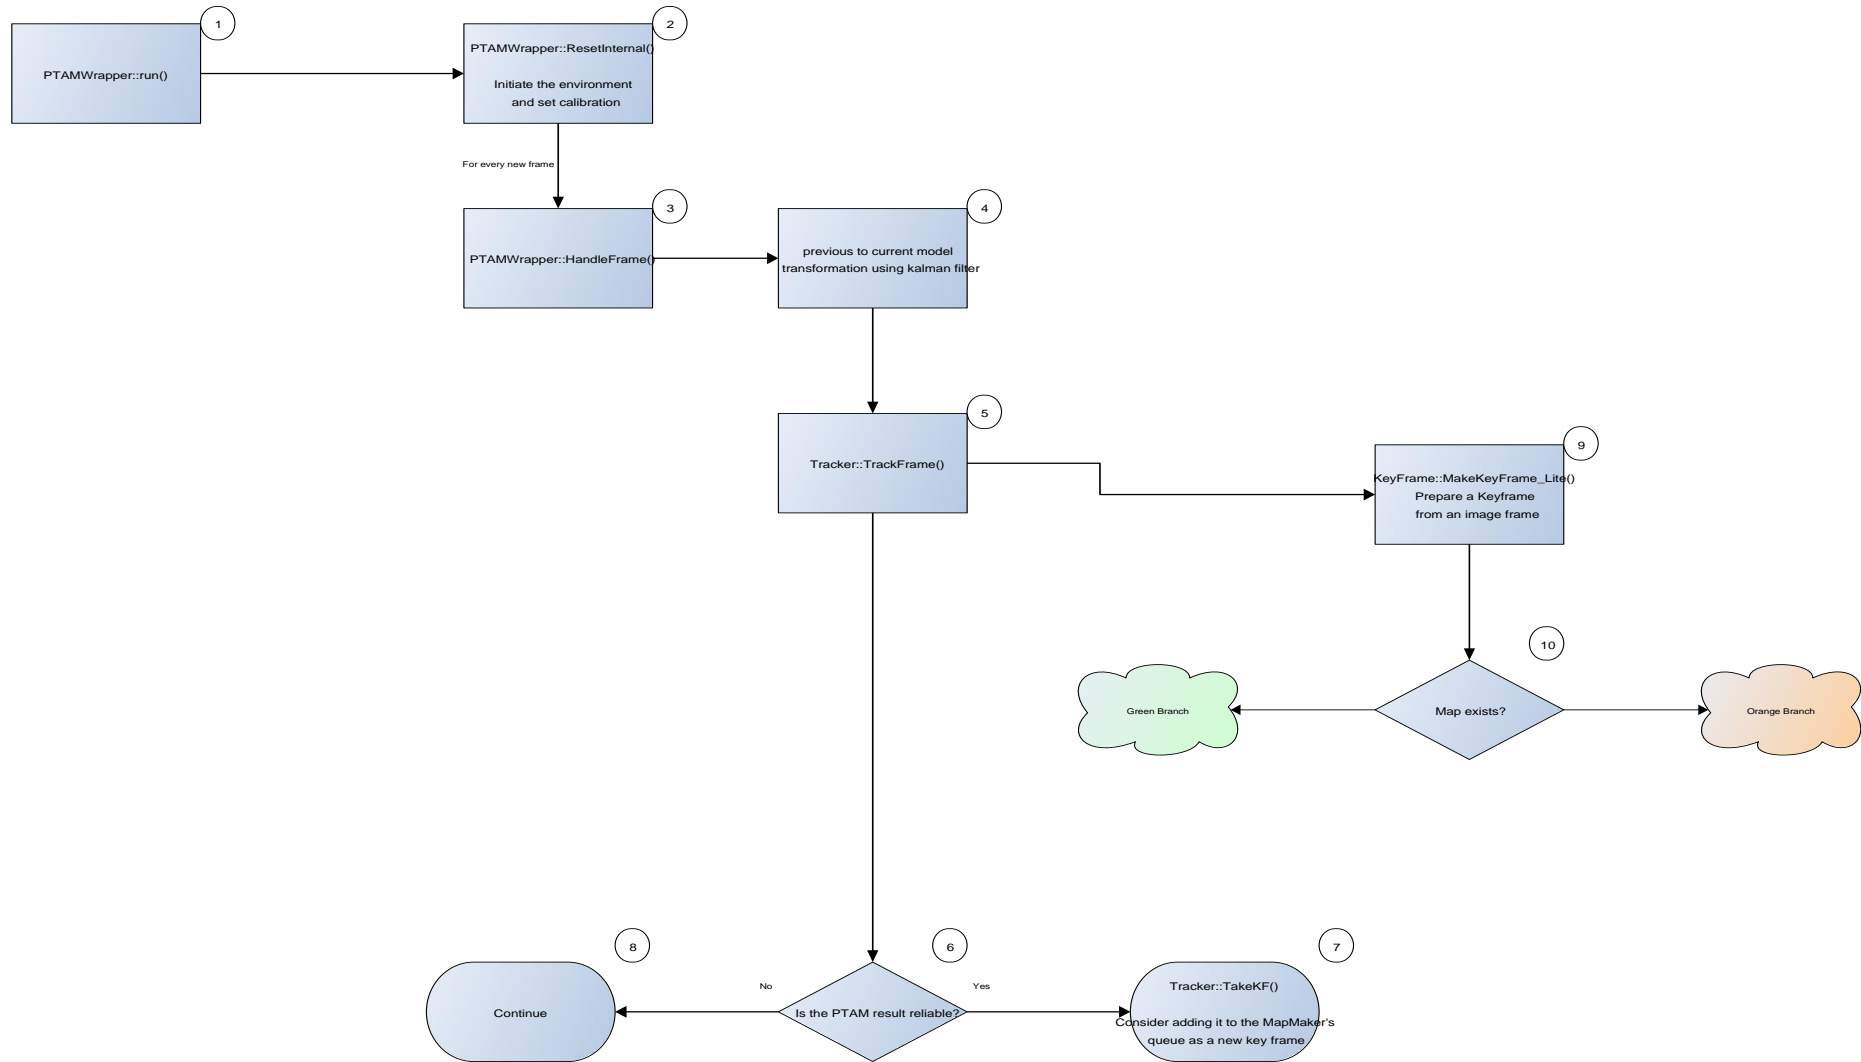 1
PTAMWrapper::run()
2
PTAMWrapper::ResetInternal()
Initiate the environment
and set calibration
For every new frame
3
PTAMWrapper::HandleFrame()
4
previous to current model
transformation using kalman filter
5
Tracker::TrackFrame()
9
KeyFrame::MakeKeyFrame_Lite()
Prepare a Keyframe
from an image frame
10
Map exists?
Green Branch
Orange Branch
6
Is the PTAM result reliable?
No
Yes
8
Continue
7
Tracker::TakeKF()
Consider adding it to the MapMaker's
queue as a new key frame